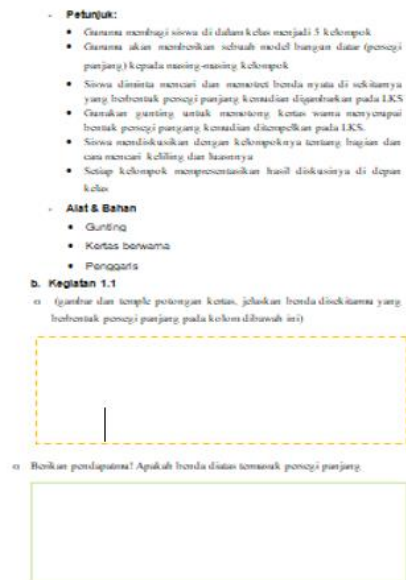 - Petunjuk:
• Guruma membagi siswa di dalam kelas menjadi 5 kelompok
• Guruma akan memberikan sebuah model bangun datar (persegi
panjang) kepada masing-masing kelompok
• Siswa diminta mencari dan memotret benda nyata di sekitarnya
yang berbentuk persegi panjang kemudian digambarkan pada LKS
• Gunakan gunting untuk memotong kertas warna menyerupai
bentuk persegi pangang kemudian ditempelkan pada LKS.
• Siswa mendiskusikan dengan kelompoknya tentang bagian dan
cara mencari keliling dan luasnya
• Setiap kelompok mempresentasikan hasil diskusinya di depan
kelas
- Alat & Bahan
• Gunting
• Kertas berwarna
• Penggaris
b. Kegiatan 1.1
o (gambar dan temple potongan kertas, jelaskan benda disekitarmu yang
berbentuk persegi panjang pada kolom dibawah ini)
o Berikan pendapatmu! Apakah benda diatas termasuk persegi panjang